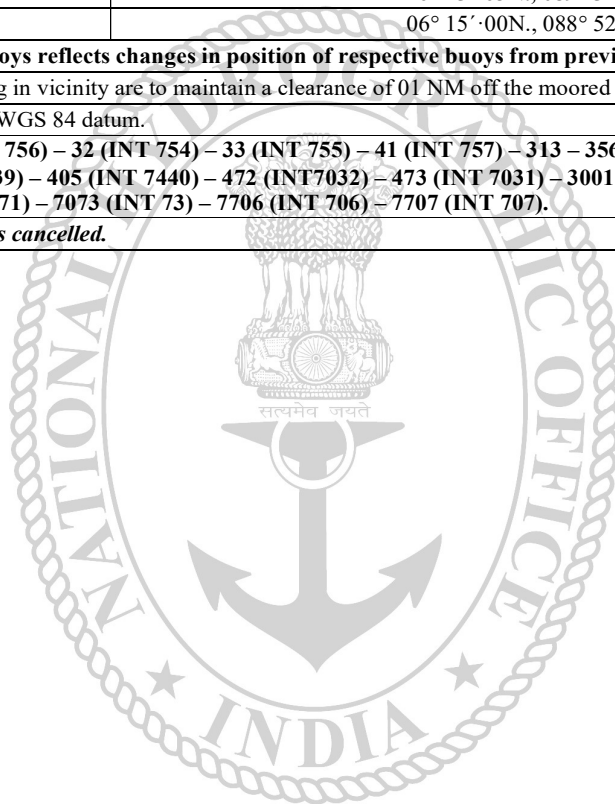 06° 15´·00N., 088° 52
oys reflects changes in position of respective buoys from previ
g in vicinity are to maintain a clearance of 01 NM off the moored
WGS 84 datum.
756) – 32 (INT 754) – 33 (INT 755) – 41 (INT 757) – 313 – 356
39) – 405 (INT 7440) – 472 (INT7032) – 473 (INT 7031) – 3001
71) – 7073 (INT 73) – 7706 (INT 706) – 7707 (INT 707).
s cancelled.
NATIONAL HYDROGRAPHIC OFFICE
सत्यमेव जयते
INDIA